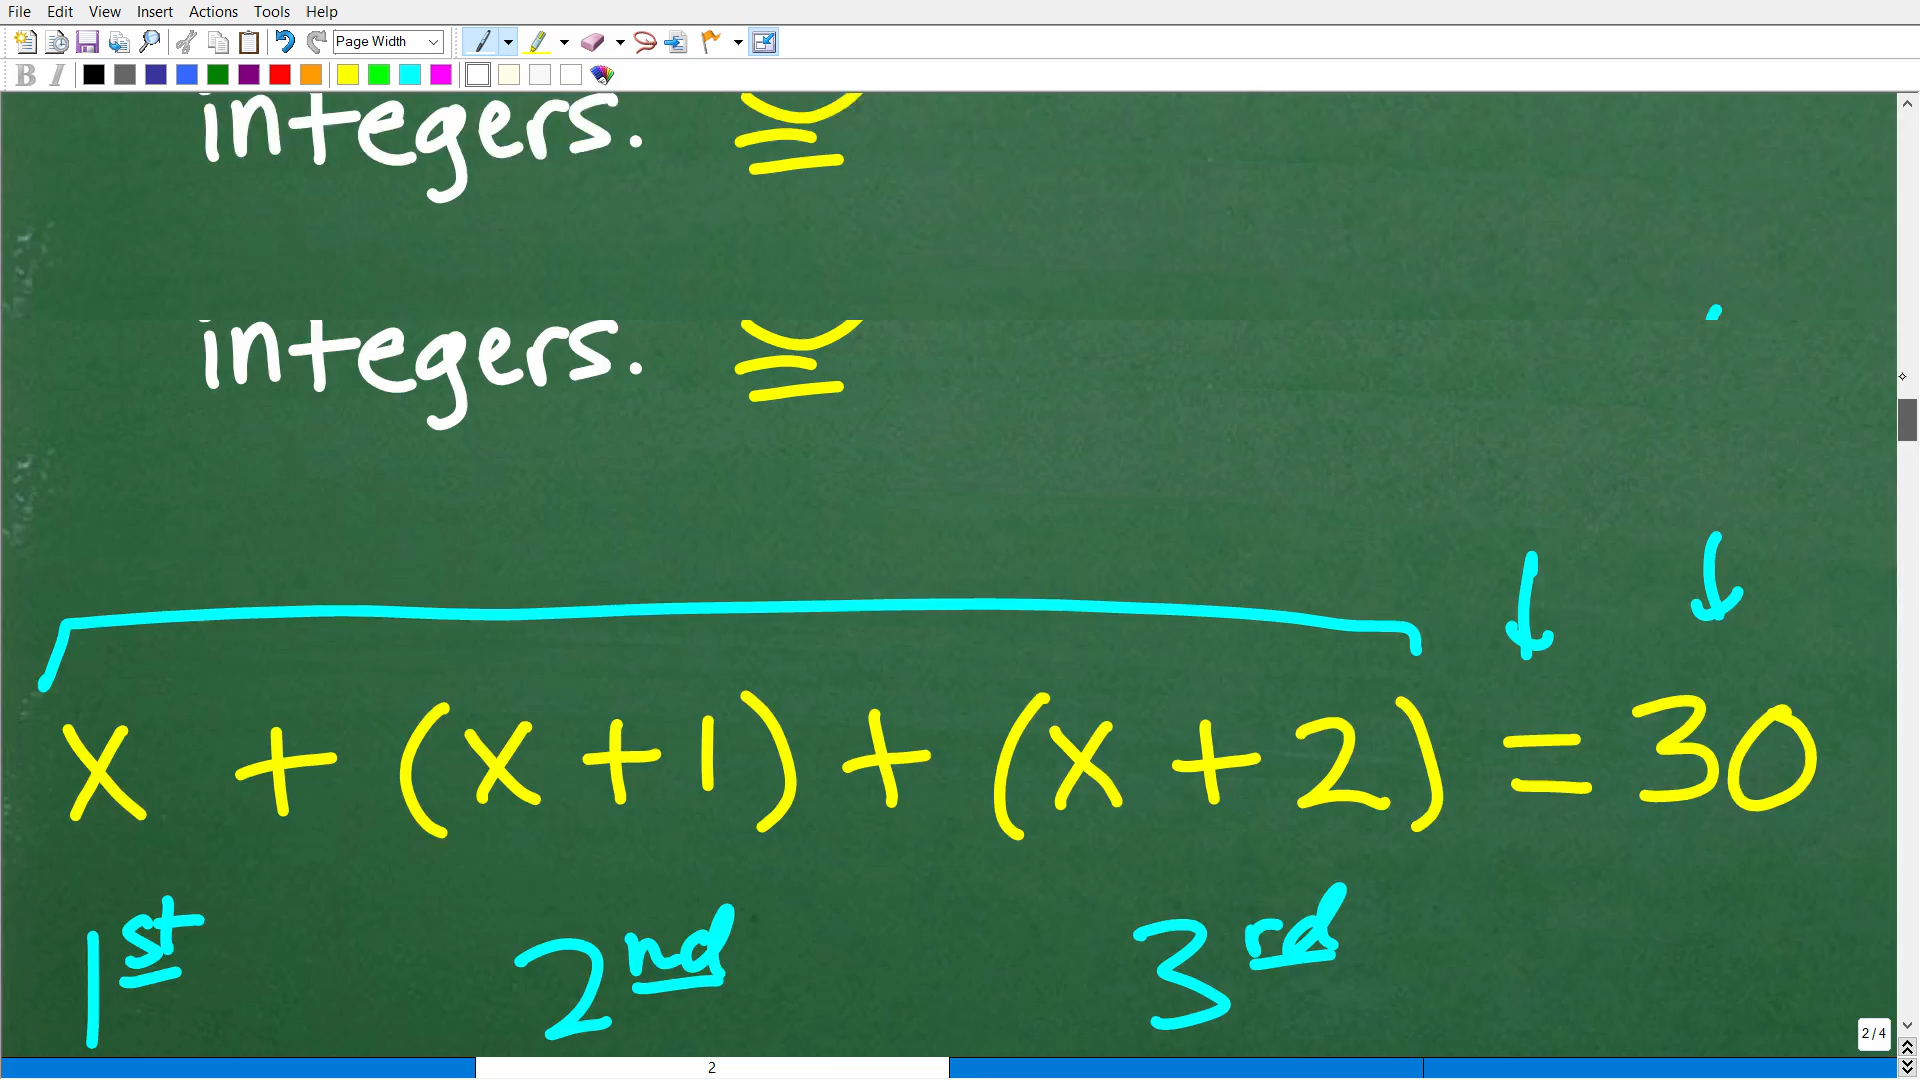 File Edit View Insert Actions Tools Help
Page Width
B I
integers.
integers.
x + (x + 1) + (x + 2) = 30
1st 2nd 3rd
2 / 4
2